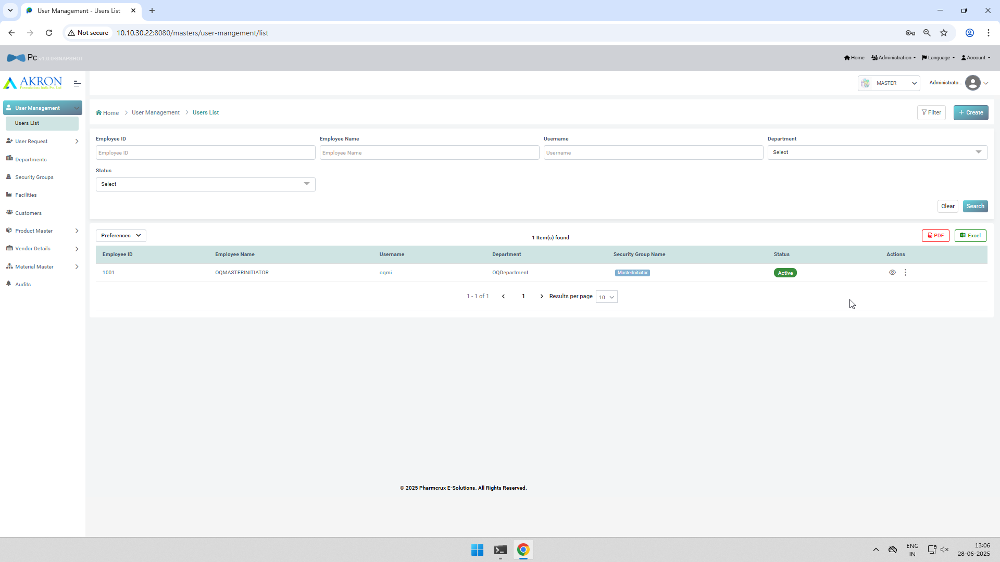 User Management - Users List
Not secure
10.10.30.22:8080/masters/user-mangement/list
Pc v1.0.0-SNAPSHOT
Home
Administration
Language
Account
AKRON
Formulations India Pvt. Ltd
MASTER
Administrato...
User Management
Users List
User Request
Departments
Security Groups
Facilities
Customers
Product Master
Vendor Details
Material Master
Audits
Home > User Management > Users List
Filter
+ Create
Employee ID
Employee Name
Username
Department
Employee ID
Employee Name
Username
Select
Status
Select
Clear
Search
Preferences
1 Item(s) found
PDF
Excel
Employee ID Employee Name Username Department Security Group Name Status Actions
1001 OQMASTERINITIATOR oqmi OQDepartment MasterInitiator Active
1 - 1 of 1 1 Results per page 10
© 2025 Pharmcrux E-Solutions. All Rights Reserved.
ENG
IN
13:06
28-06-2025